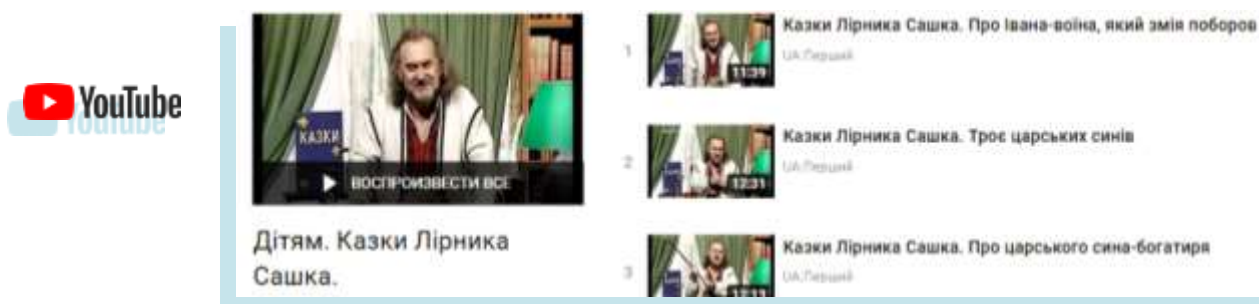 YouTube
КАЗКИ
ВОСПРОИЗВЕСТИ ВСЕ
Дітям. Казки Лірника
Сашка.
1
Казки Лірника Сашка. Про Івана-воїна, який змія поборов
UA:Перший
11:39
2
Казки Лірника Сашка. Троє царських синів
UA:Перший
12:31
3
Казки Лірника Сашка. Про царського сина-богатиря
UA:Перший